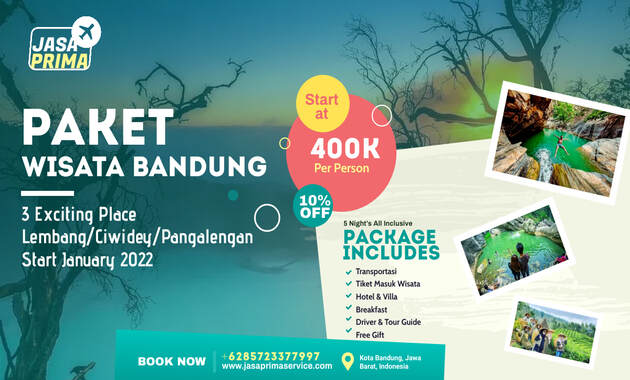 JASA
PRIMA
PAKET
WISATA BANDUNG
3 Exciting Place
Lembang/Ciwidey/Pangalengan
Start January 2022
Start
at
400K
Per Person
10%
OFF
5 Night's All Inclusive
PACKAGE
INCLUDES
Transportasi
Tiket Masuk Wisata
Hotel & Villa
Breakfast
Driver & Tour Guide
Free Gift
BOOK NOW
+6285723377997
www.jasaprimaservice.com
Kota Bandung, Jawa
Barat, Indonesia